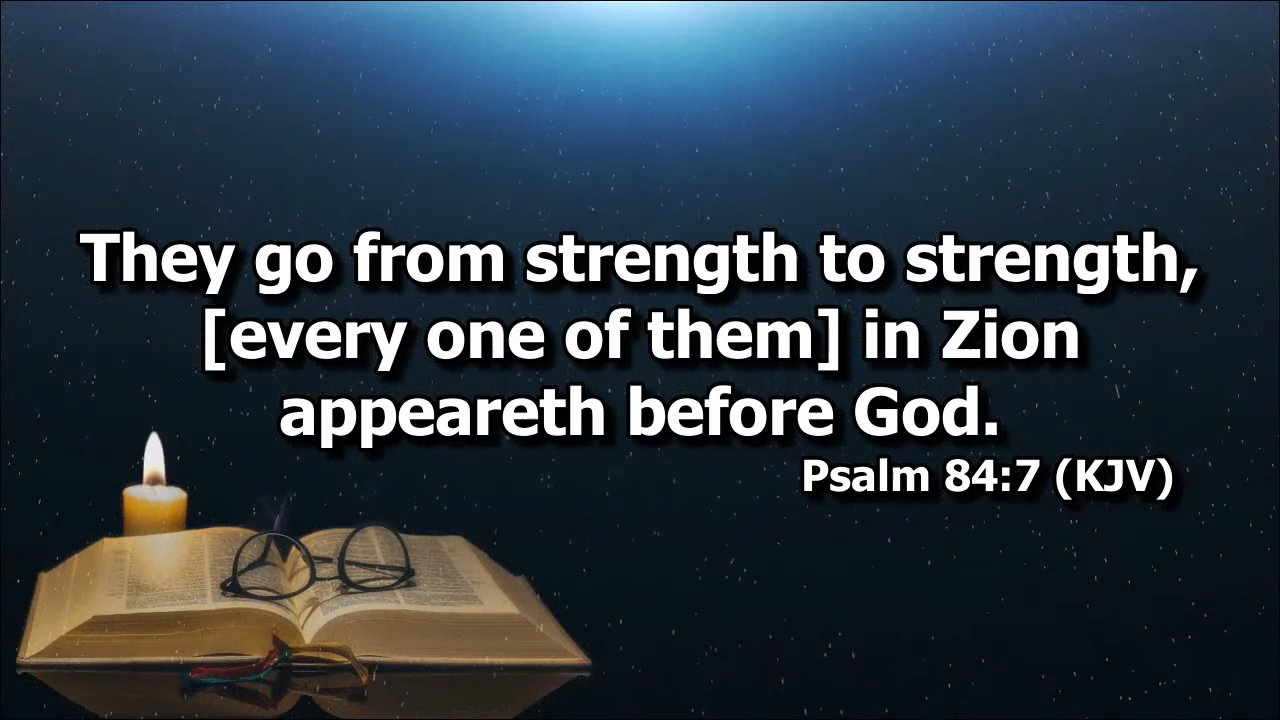 They go from strength to strength,
[every one of them] in Zion
appeareth before God.
Psalm 84:7 (KJV)